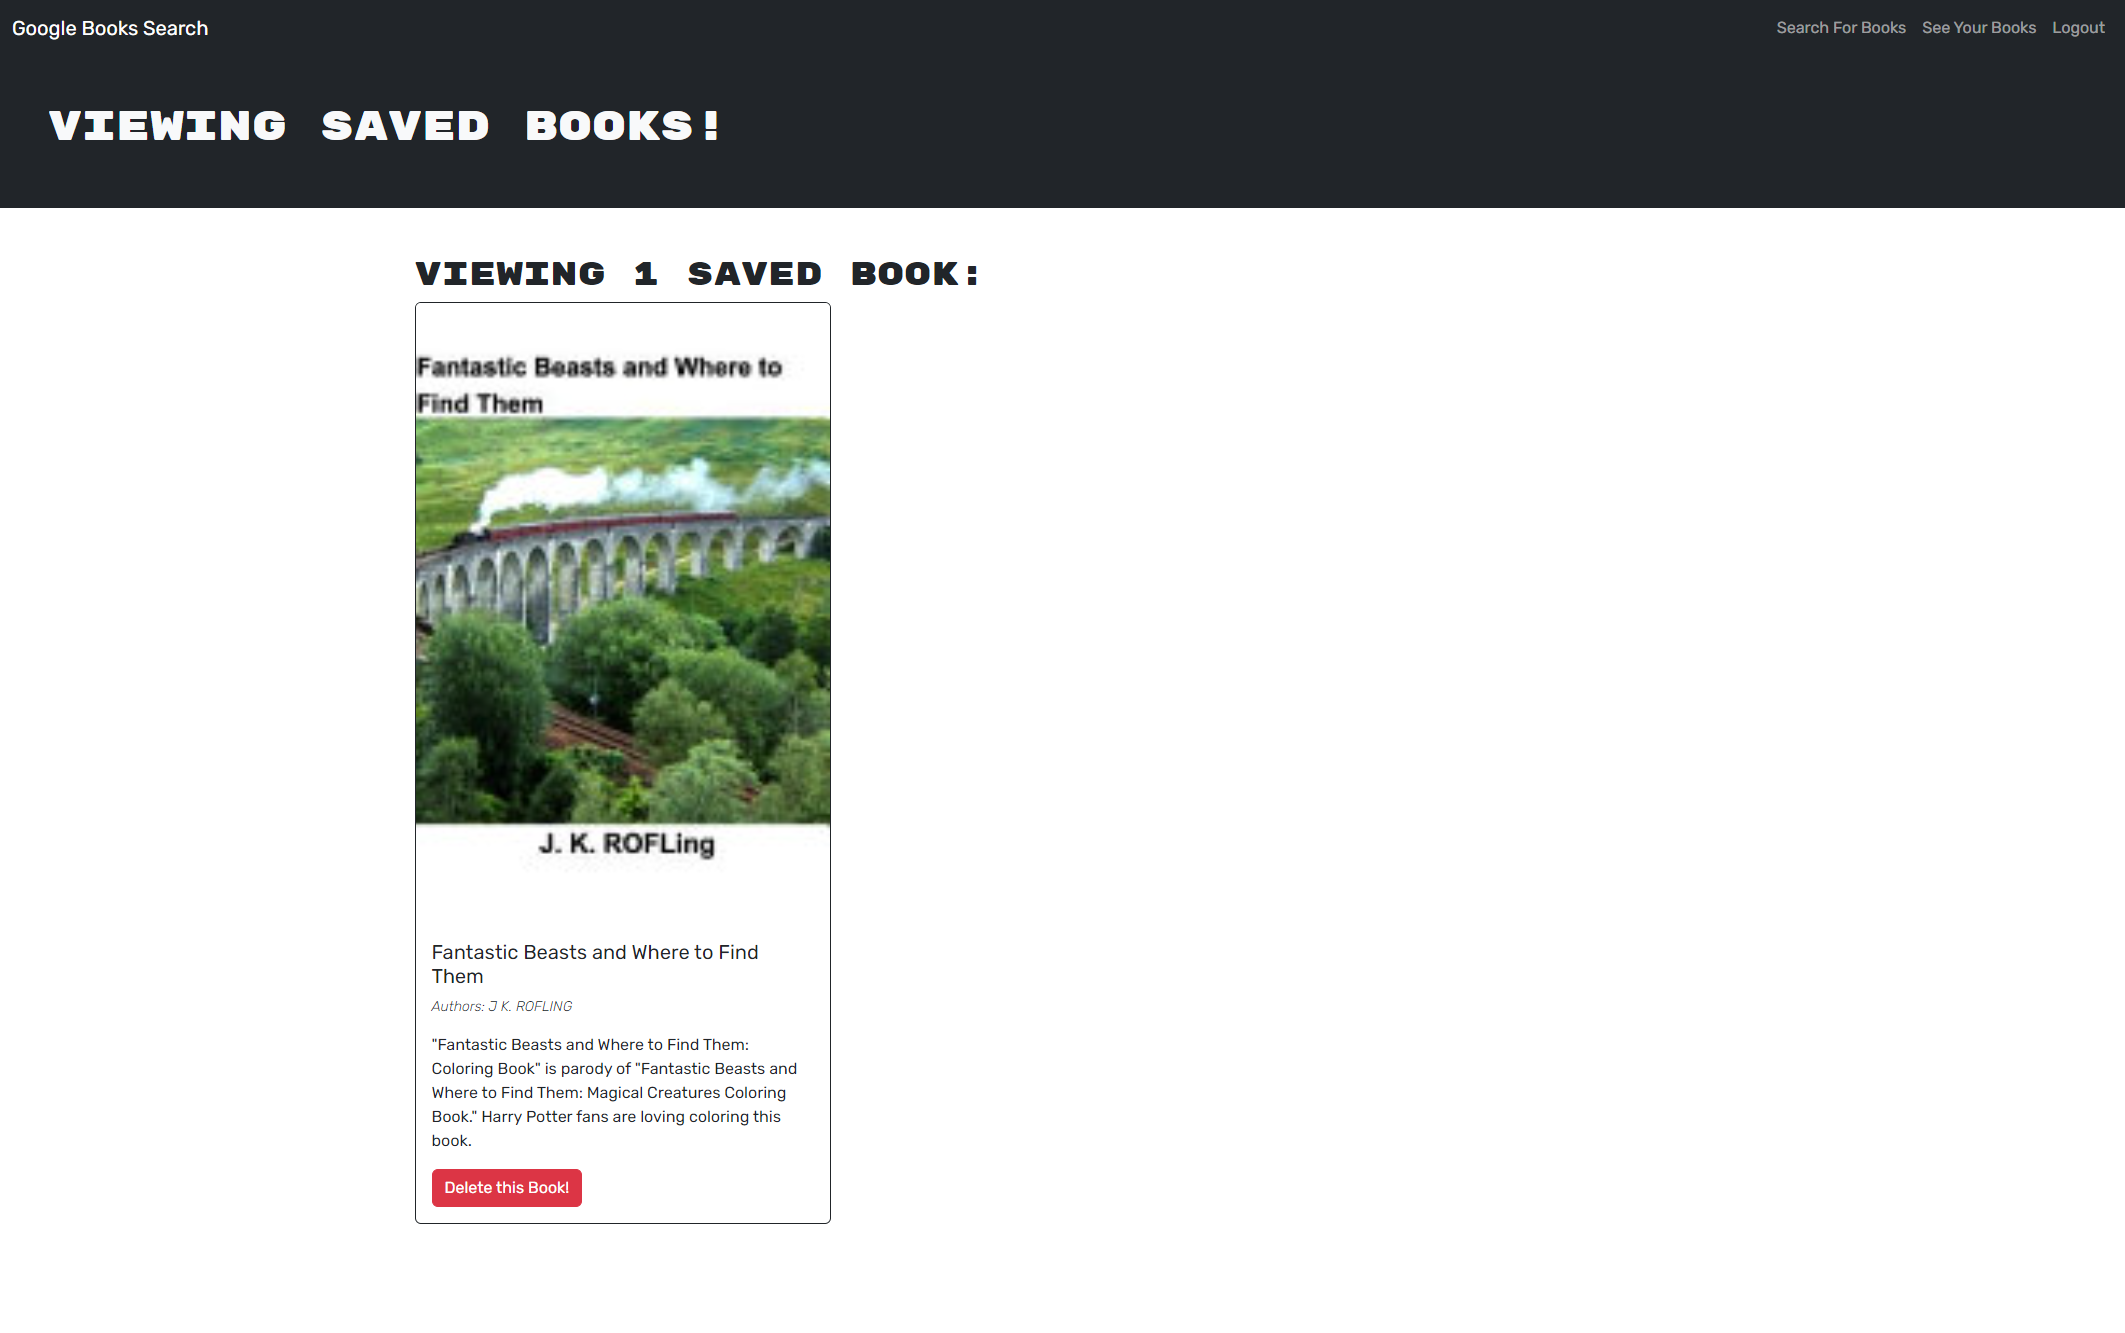 Google Books Search
Search For Books See Your Books Logout
VIEWING SAVED BOOKS!
VIEWING 1 SAVED BOOK:
Fantastic Beasts and Where to
Find Them
J. K. ROFLing
Fantastic Beasts and Where to Find
Them
Authors: J K. ROFLING
"Fantastic Beasts and Where to Find Them:
Coloring Book" is parody of "Fantastic Beasts and
Where to Find Them: Magical Creatures Coloring
Book." Harry Potter fans are loving coloring this
book.
Delete this Book!